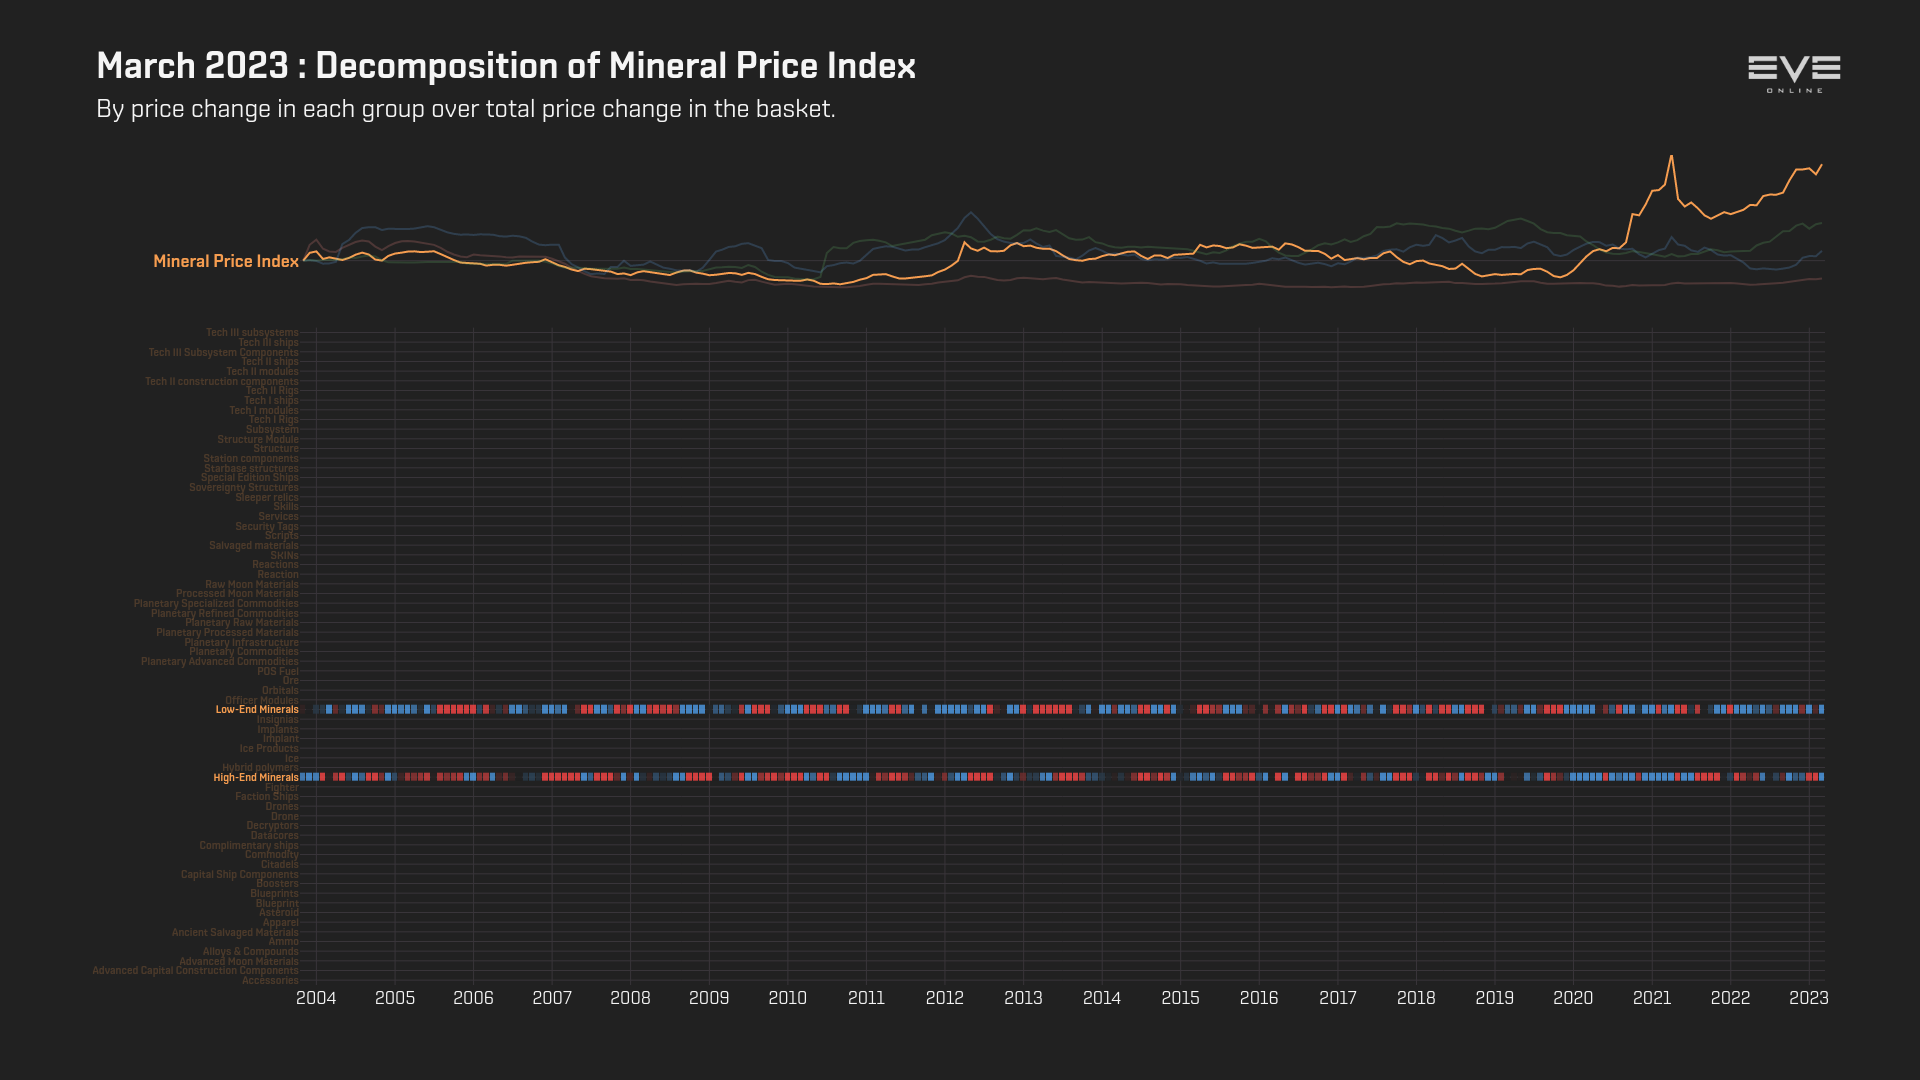 March 2023 : Decomposition of Mineral Price Index
By price change in each group over total price change in the basket.
EVE
ONLINE
Mineral Price Index
Tech III subsystems
Tech III ships
Tech III Subsystem Components
Tech II ships
Tech II modules
Tech II construction components
Tech II Rigs
Tech I ships
Tech I modules
Tech I Rigs
Subsystem
Structure Module
Structure
Station components
Starbase structures
Special Edition Ships
Sovereignty Structures
Sleeper relics
Skills
Services
Security Tags
Scripts
Salvaged materials
SKINs
Reactions
Reaction
Raw Moon Materials
Processed Moon Materials
Planetary Specialized Commodities
Planetary Refined Commodities
Planetary Raw Materials
Planetary Processed Materials
Planetary Infrastructure
Planetary Commodities
Planetary Advanced Commodities
POS Fuel
Ore
Orbitals
Officer Modules
Low-End Minerals
Insignias
Implants
Implant
Ice Products
Ice
Hybrid polymers
High-End Minerals
Fighter
Faction Ships
Drones
Drone
Decryptors
Datacores
Complimentary ships
Commodity
Citadels
Capital Ship Components
Boosters
Blueprints
Blueprint
Asteroid
Apparel
Ancient Salvaged Materials
Ammo
Alloys & Compounds
Advanced Moon Materials
Advanced Capital Construction Components
Accessories
2004 2005 2006 2007 2008 2009 2010 2011 2012 2013 2014 2015 2016 2017 2018 2019 2020 2021 2022 2023